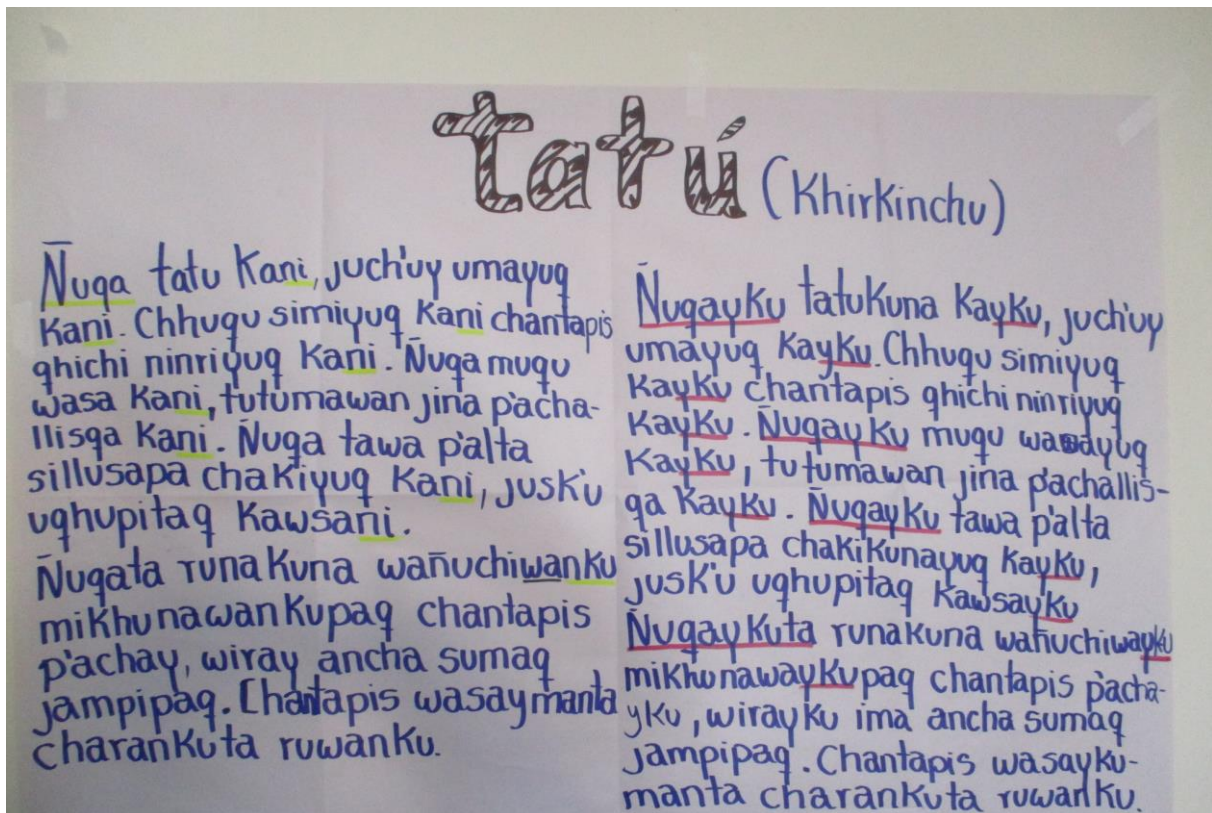 tatú (Khirkinchu)
Ñuqa tatu Kani, juch'uy umayuq
Kani. Chhuqu simiyuq Kani chantapis
qhichi ninriyuq Kani. Ñuqa muqu
wasa Kani, tutumawan jina p'acha-
llisqa Kani. Ñuqa tawa p'alta
sillusapa chakiyuq Kani, jusk'u
uqhupitaq Kawsani.
Ñuqata runakuna wañuchiwanku
mikhunawankupaq chantapis
p'achay, wiray ancha sumaq
jampipaq. Chantapis wasaymanta
charankuta ruwanku.
Ñuqayku tatukuna Kayku, juch'uy
umayuq Kayku. Chhuqu simiyuq
Kayku chantapis qhichi ninriyuq
Kayku. Ñuqayku muqu wasayuq
Kayku, tutumawan jina p'achallis-
qa Kayku. Ñuqayku tawa p'alta
sillusapa chakikunayuq Kayku,
jusk'u uqhupitaq Kawsayku
Ñuqaykuta runakuna wañuchiwayku
mikhunawaykupaq chantapis p'acha-
yku, wirayku ima ancha sumaq
jampipaq. Chantapis wasayku-
manta charankuta ruwanku.